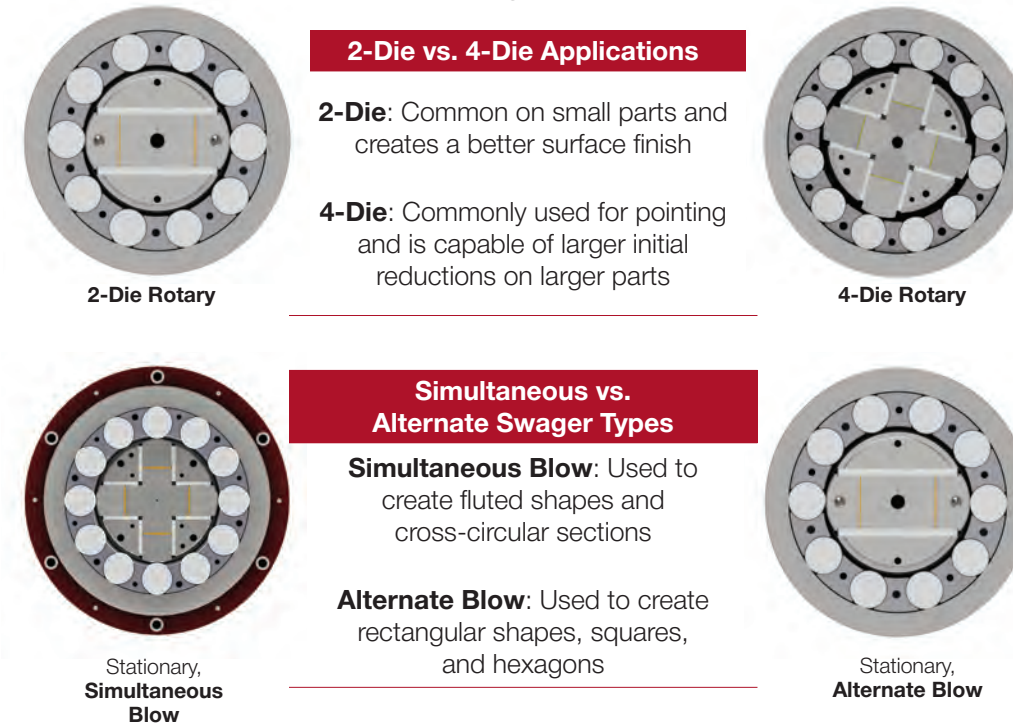 2-Die vs. 4-Die Applications
2-Die: Common on small parts and
creates a better surface finish
4-Die: Commonly used for pointing
and is capable of larger initial
reductions on larger parts
2-Die Rotary
4-Die Rotary
Simultaneous vs.
Alternate Swager Types
Simultaneous Blow: Used to
create fluted shapes and
cross-circular sections
Alternate Blow: Used to create
rectangular shapes, squares,
and hexagons
Stationary,
Simultaneous
Blow
Stationary,
Alternate Blow